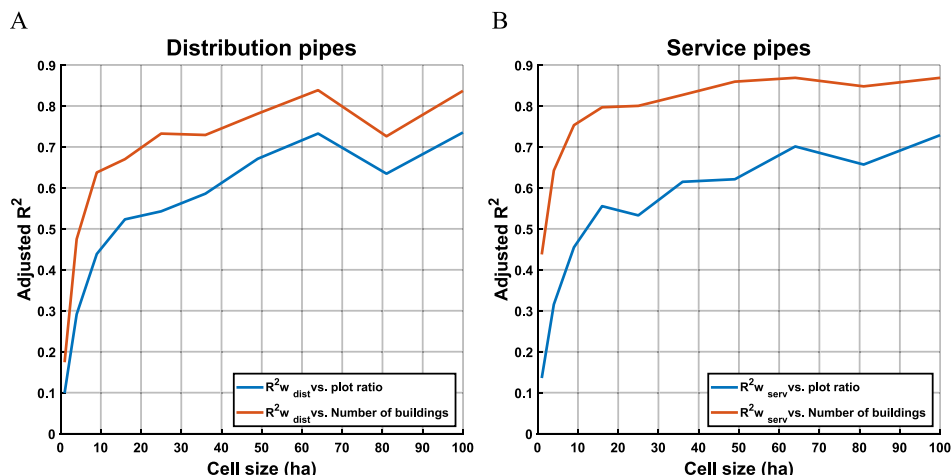 A
Distribution pipes
0.9
0.8
0.7
0.6
0.5
0.4
0.3
0.2
0.1
0
Adjusted R²
0 10 20 30 40 50 60 70 80 90 100
Cell size (ha)
R²w dist vs. plot ratio
R²w dist vs. Number of buildings
B
Service pipes
0.9
0.8
0.7
0.6
0.5
0.4
0.3
0.2
0.1
0
Adjusted R²
0 10 20 30 40 50 60 70 80 90 100
Cell size (ha)
R²w serv vs. plot ratio
R²w serv vs. Number of buildings